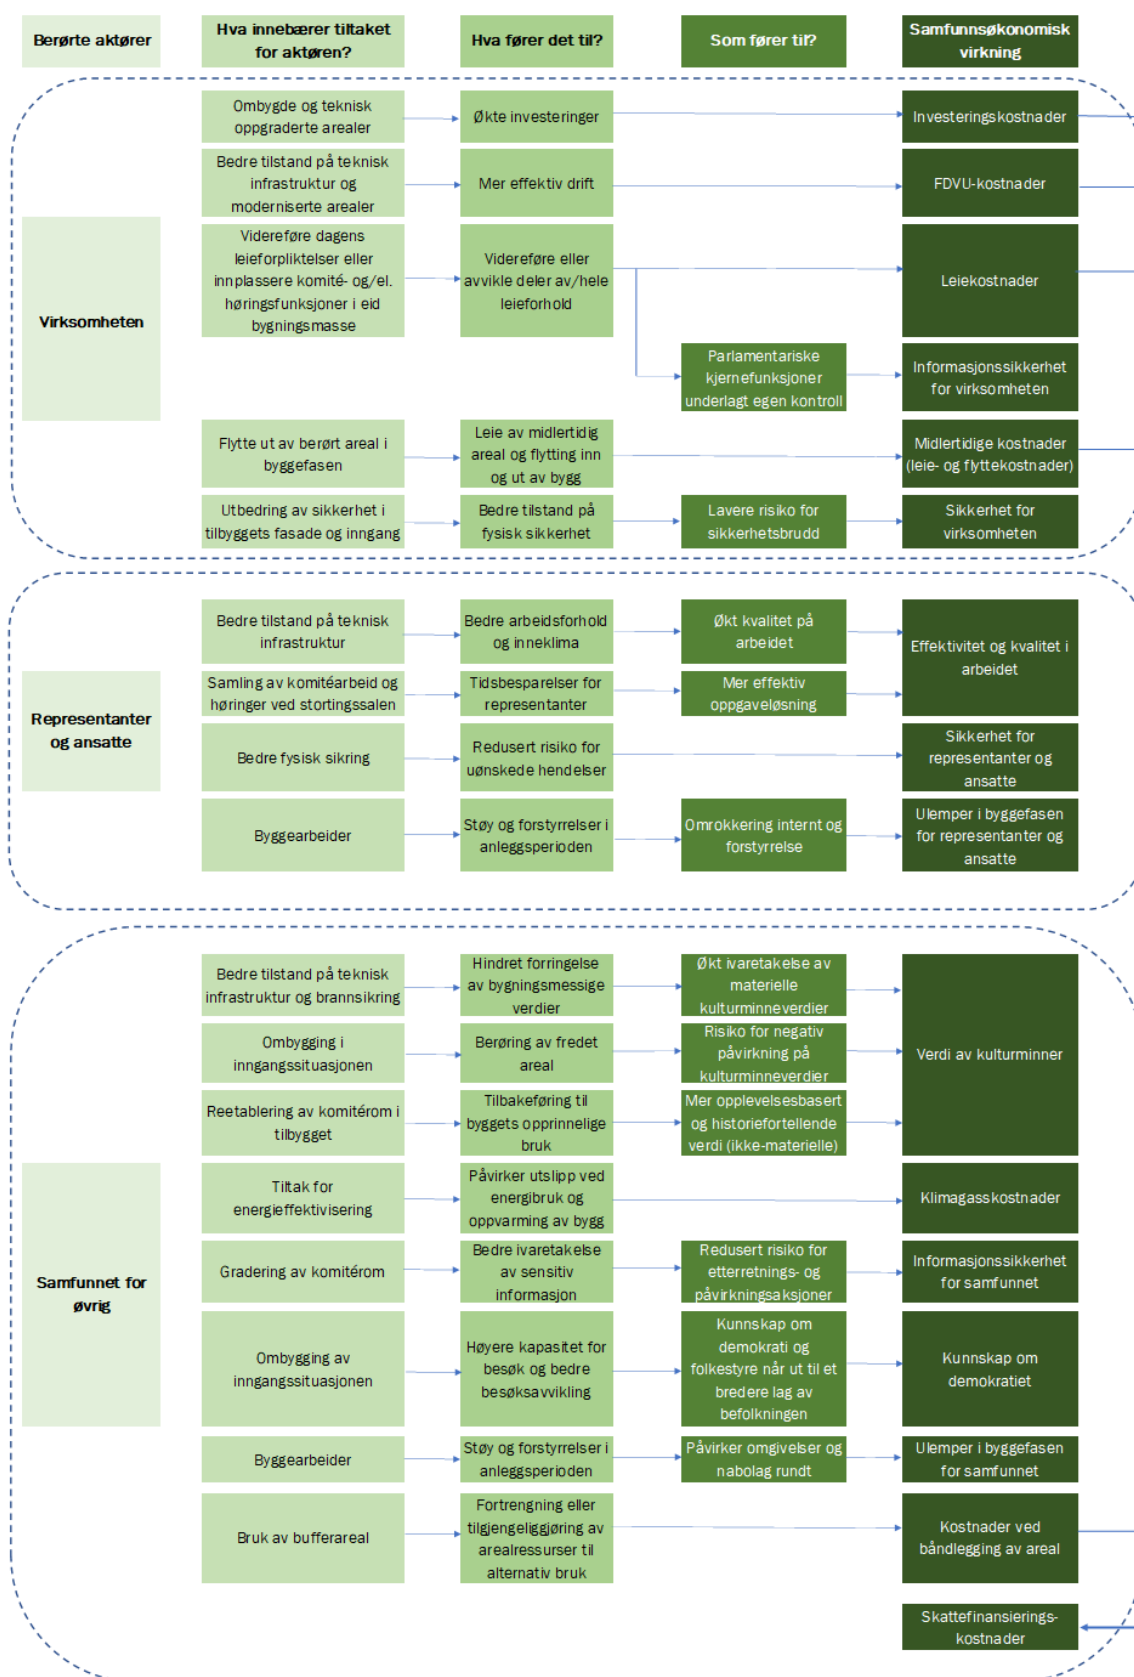 Berørte aktører
Hva innebærer tiltaket
for aktøren?
Hva fører det til?
Som fører til?
Samfunnsøkonomisk
virkning
Virksomheten
Ombygde og teknisk
oppgraderte arealer
Økte investeringer
Investeringskostnader
Bedre tilstand på teknisk
infrastruktur og
moderniserte arealer
Mer effektiv drift
FDVU-kostnader
Videreføre dagens
leieforpliktelser eller
innplassere komité- og/el.
høringsfunksjoner i eid
bygningsmasse
Videreføre eller
avvikle deler av/hele
leieforhold
Leiekostnader
Parlamentariske
kjernefunksjoner
underlagt egen kontroll
Informasjonssikkerhet
for virksomheten
Flytte ut av berørt areal i
byggefasen
Leie av midlertidig
areal og flytting inn
og ut av bygg
Midlertidige kostnader
(leie- og flyttekostnader)
Utbedring av sikkerhet i
tilbyggets fasade og inngang
Bedre tilstand på
fysisk sikkerhet
Lavere risiko for
sikkerhetsbrudd
Sikkerhet for
virksomheten
Representanter
og ansatte
Bedre tilstand på teknisk
infrastruktur
Bedre arbeidsforhold
og inneklima
Økt kvalitet på
arbeidet
Effektivitet og kvalitet i
arbeidet
Samling av komitéarbeid og
høringer ved stortingssalen
Tidsbesparelser for
representanter
Mer effektiv
oppgaveløsning
Bedre fysisk sikring
Redusert risiko for
uønskede hendelser
Sikkerhet for
representanter og
ansatte
Byggearbeider
Støy og forstyrrelser i
anleggsperioden
Omrokkering internt og
forstyrrelse
Ulemper i byggefasen
for representanter og
ansatte
Samfunnet for
øvrig
Bedre tilstand på teknisk
infrastruktur og brannsikring
Hindret forringelse
av bygningsmessige
verdier
Økt ivaretakelse av
materielle
kulturminneverdier
Verdi av kulturminner
Ombygging i
inngangssituasjonen
Berøring av fredet
areal
Risiko for negativ
påvirkning på
kulturminneverdier
Reetablering av komitérom i
tilbygget
Tilbakeføring til
byggets opprinnelige
bruk
Mer opplevelsesbasert
og historiefortellende
verdi (ikke-materielle)
Tiltak for
energieffektivisering
Påvirker utslipp ved
energibruk og
oppvarming av bygg
Klimagasskostnader
Gradering av komitérom
Bedre ivaretakelse
av sensitiv
informasjon
Redusert risiko for
etterretnings- og
påvirkningsaksjoner
Informasjonssikkerhet
for samfunnet
Ombygging av
inngangssituasjonen
Høyere kapasitet for
besøk og bedre
besøksavvikling
Kunnskap om
demokrati og
folkestyre når ut til et
bredere lag av
befolkningen
Kunnskap om
demokratiet
Byggearbeider
Støy og forstyrrelser i
anleggsperioden
Påvirker omgivelser og
nabolag rundt
Ulemper i byggefasen
for samfunnet
Bruk av bufferareal
Fortrengning eller
tilgjengeliggjøring av
arealressurser til
alternativ bruk
Kostnader ved
båndlegging av areal
Skattefinansierings-
kostnader